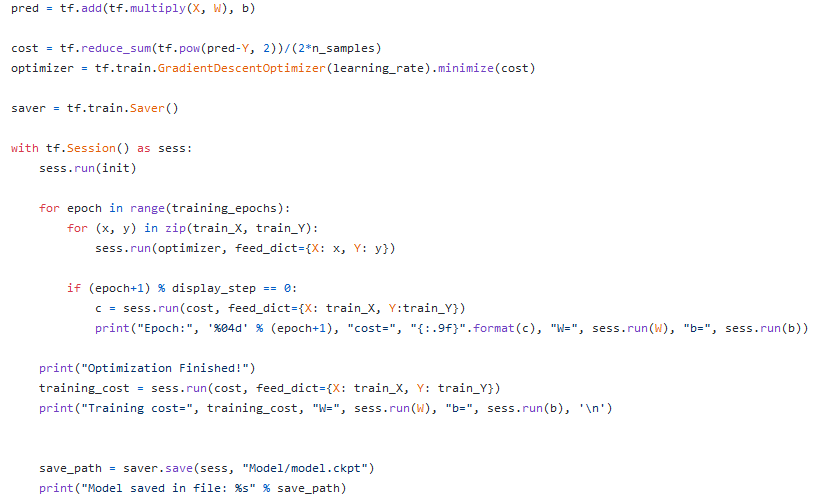 pred = tf.add(tf.multiply(X, W), b)
cost = tf.reduce_sum(tf.pow(pred-Y, 2))/(2*n_samples)
optimizer = tf.train.GradientDescentOptimizer(learning_rate).minimize(cost)
saver = tf.train.Saver()
with tf.Session() as sess:
    sess.run(init)
    for epoch in range(training_epochs):
        for (x, y) in zip(train_X, train_Y):
            sess.run(optimizer, feed_dict={X: x, Y: y})
        if (epoch+1) % display_step == 0:
            c = sess.run(cost, feed_dict={X: train_X, Y:train_Y})
            print("Epoch:", '%04d' % (epoch+1), "cost=", "{:.9f}".format(c), "W=", sess.run(W), "b=", sess.run(b))
    print("Optimization Finished!")
    training_cost = sess.run(cost, feed_dict={X: train_X, Y: train_Y})
    print("Training cost=", training_cost, "W=", sess.run(W), "b=", sess.run(b), '\n')
    save_path = saver.save(sess, "Model/model.ckpt")
    print("Model saved in file: %s" % save_path)